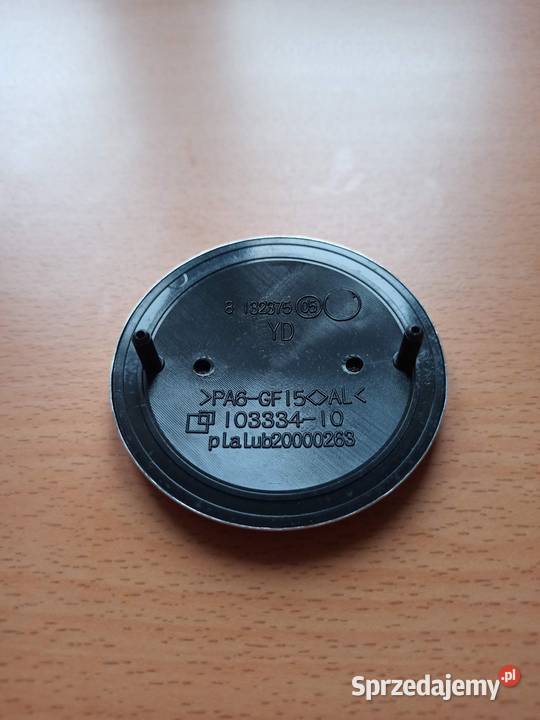 8 132375 05
YD
>PA6-GF15<>AL<
103334-10
plalub20000263
Sprzedajemy.pl